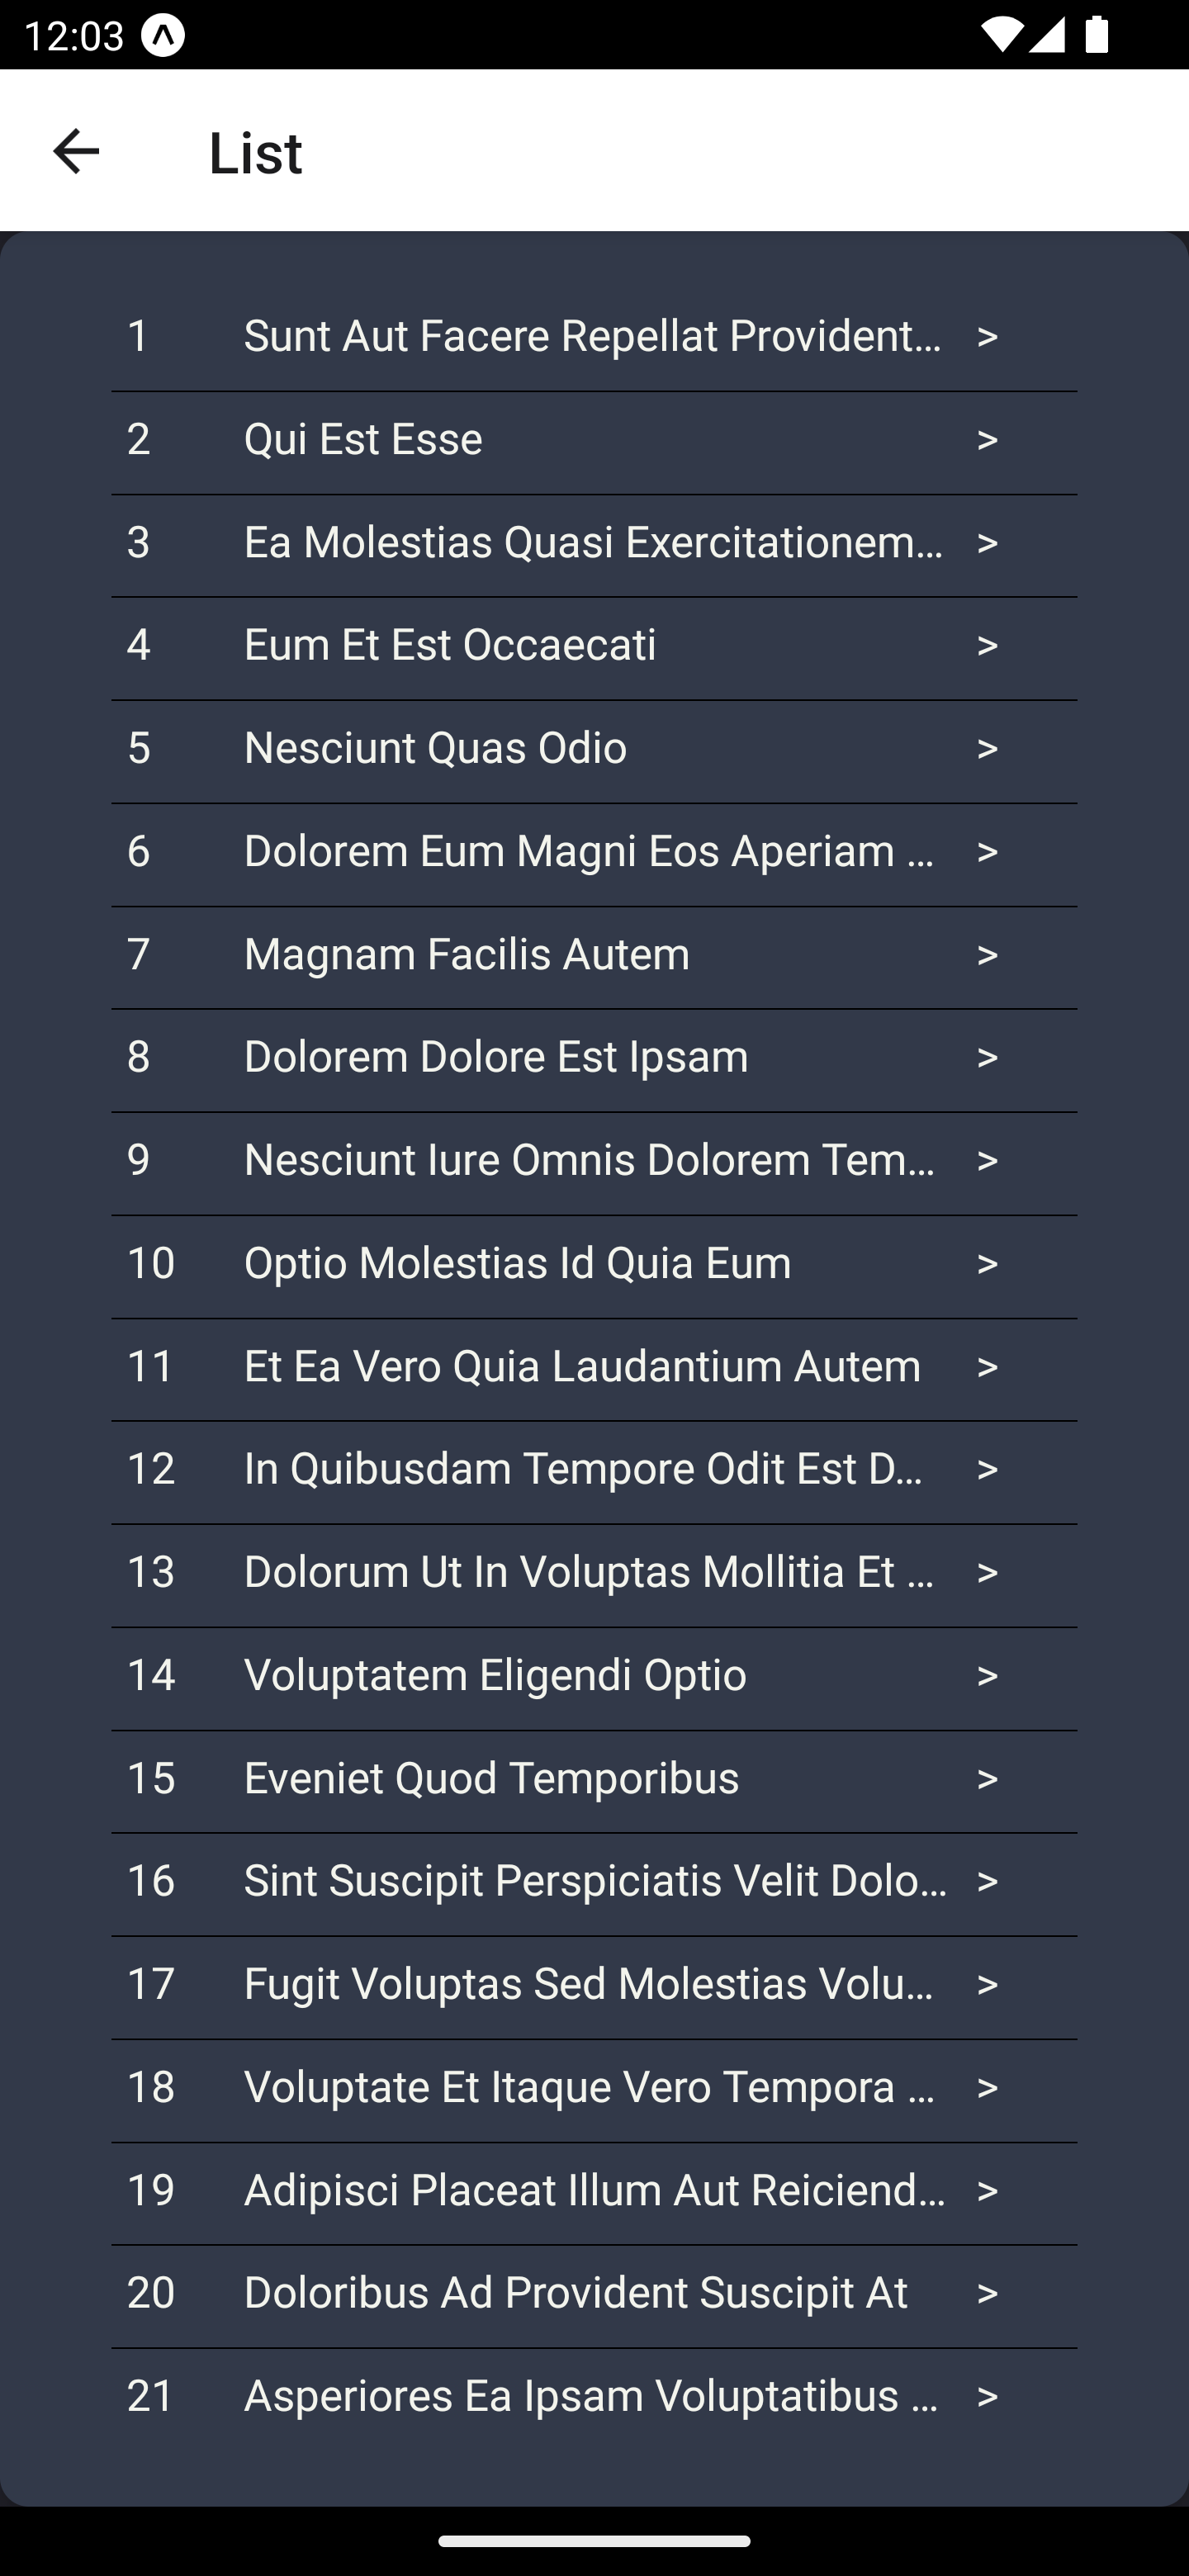 12:03
List
1 Sunt Aut Facere Repellat Provident... >
2 Qui Est Esse >
3 Ea Molestias Quasi Exercitationem... >
4 Eum Et Est Occaecati >
5 Nesciunt Quas Odio >
6 Dolorem Eum Magni Eos Aperiam ... >
7 Magnam Facilis Autem >
8 Dolorem Dolore Est Ipsam >
9 Nesciunt Iure Omnis Dolorem Tem... >
10 Optio Molestias Id Quia Eum >
11 Et Ea Vero Quia Laudantium Autem >
12 In Quibusdam Tempore Odit Est D... >
13 Dolorum Ut In Voluptas Mollitia Et ... >
14 Voluptatem Eligendi Optio >
15 Eveniet Quod Temporibus >
16 Sint Suscipit Perspiciatis Velit Dolo... >
17 Fugit Voluptas Sed Molestias Volu... >
18 Voluptate Et Itaque Vero Tempora ... >
19 Adipisci Placeat Illum Aut Reiciend... >
20 Doloribus Ad Provident Suscipit At >
21 Asperiores Ea Ipsam Voluptatibus ... >